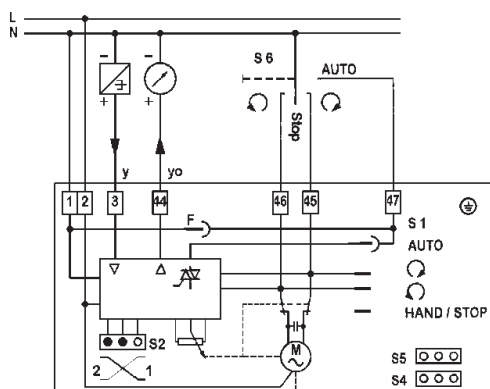 L
N
S 6
AUTO
− −
+ +
Stop
y yo
1 2 3 44 46 45 47
F
S 1
AUTO
HAND / STOP
S2
2 1
M
~
S5
S4